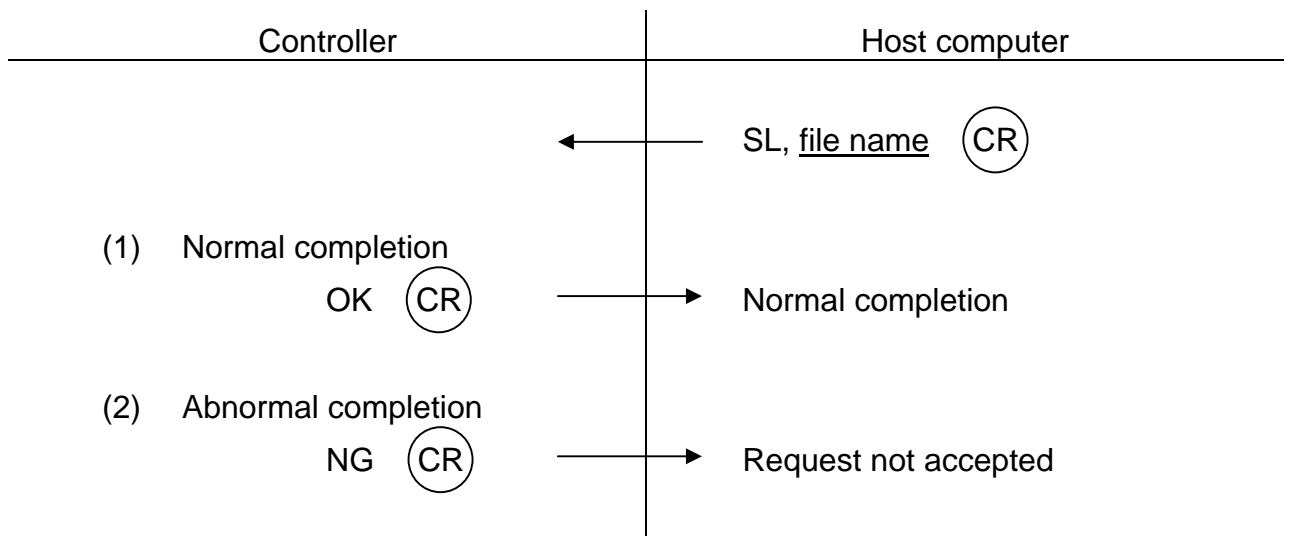 Controller Host computer
SL, file name CR
(1) Normal completion
OK CR Normal completion
(2) Abnormal completion
NG CR Request not accepted